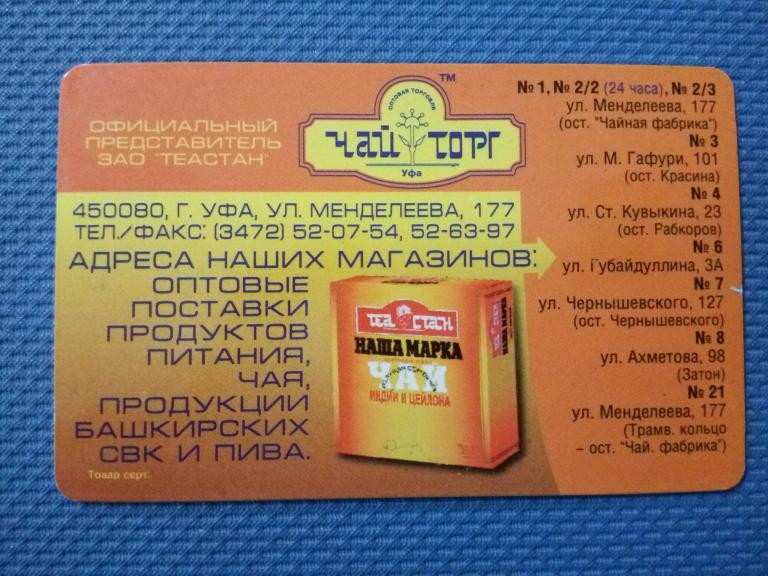 ОФИЦИАЛЬНЫЙ
ПРЕДСТАВИТЕЛЬ
ЗАО "ТЕАСТАН"
ОПТОВАЯ ТОРГОВЛЯ
ЧАЙ ТОРГ
Уфа
TM
450080, Г. УФА, УЛ. МЕНДЕЛЕЕВА, 177
ТЕЛ./ФАКС: (3472) 52-07-54, 52-63-97
АДРЕСА НАШИХ МАГАЗИНОВ:
ОПТОВЫЕ
ПОСТАВКИ
ПРОДУКТОВ
ПИТАНИЯ,
ЧАЯ,
ПРОДУКЦИИ
БАШКИРСКИХ
СВК И ПИВА.
Товар серт.
ТЕА СТАН
НАША МАРКА
ЧАЙ
ИНДИИ И ЦЕЙЛОНА
НАША МАРКА
№ 1, № 2/2 (24 часа), № 2/3
ул. Менделеева, 177
(ост. "Чайная фабрика")
№ 3
ул. М. Гафури, 101
(ост. Красина)
№ 4
ул. Ст. Кувыкина, 23
(ост. Рабкоров)
№ 6
ул. Губайдуллина, 3А
№ 7
ул. Чернышевского, 127
(ост. Чернышевского)
№ 8
ул. Ахметова, 98
(Затон)
№ 21
ул. Менделеева, 177
(Трамв. кольцо
– ост. "Чай. фабрика")